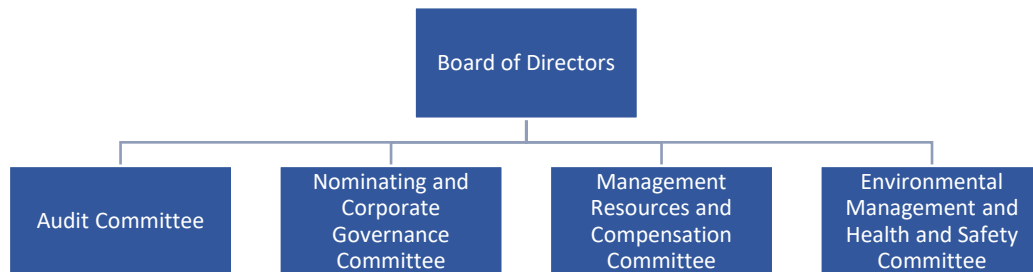 Board of Directors
Audit Committee
Nominating and
Corporate
Governance
Committee
Management
Resources and
Compensation
Committee
Environmental
Management and
Health and Safety
Committee